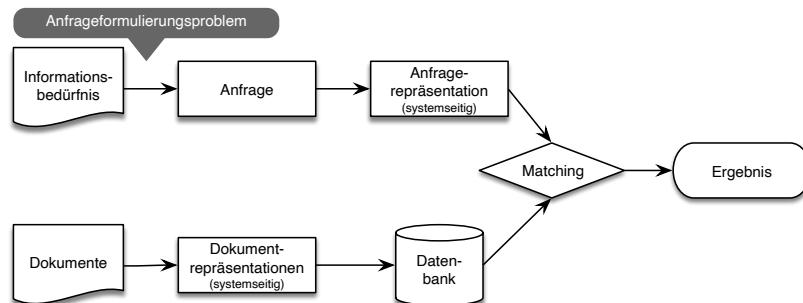 Anfrageformulierungsproblem
Informations-
bedürfnis
Anfrage
Anfrage-
repräsentation
(systemseitig)
Matching
Ergebnis
Dokumente
Dokument-
repräsentationen
(systemseitig)
Daten-
bank